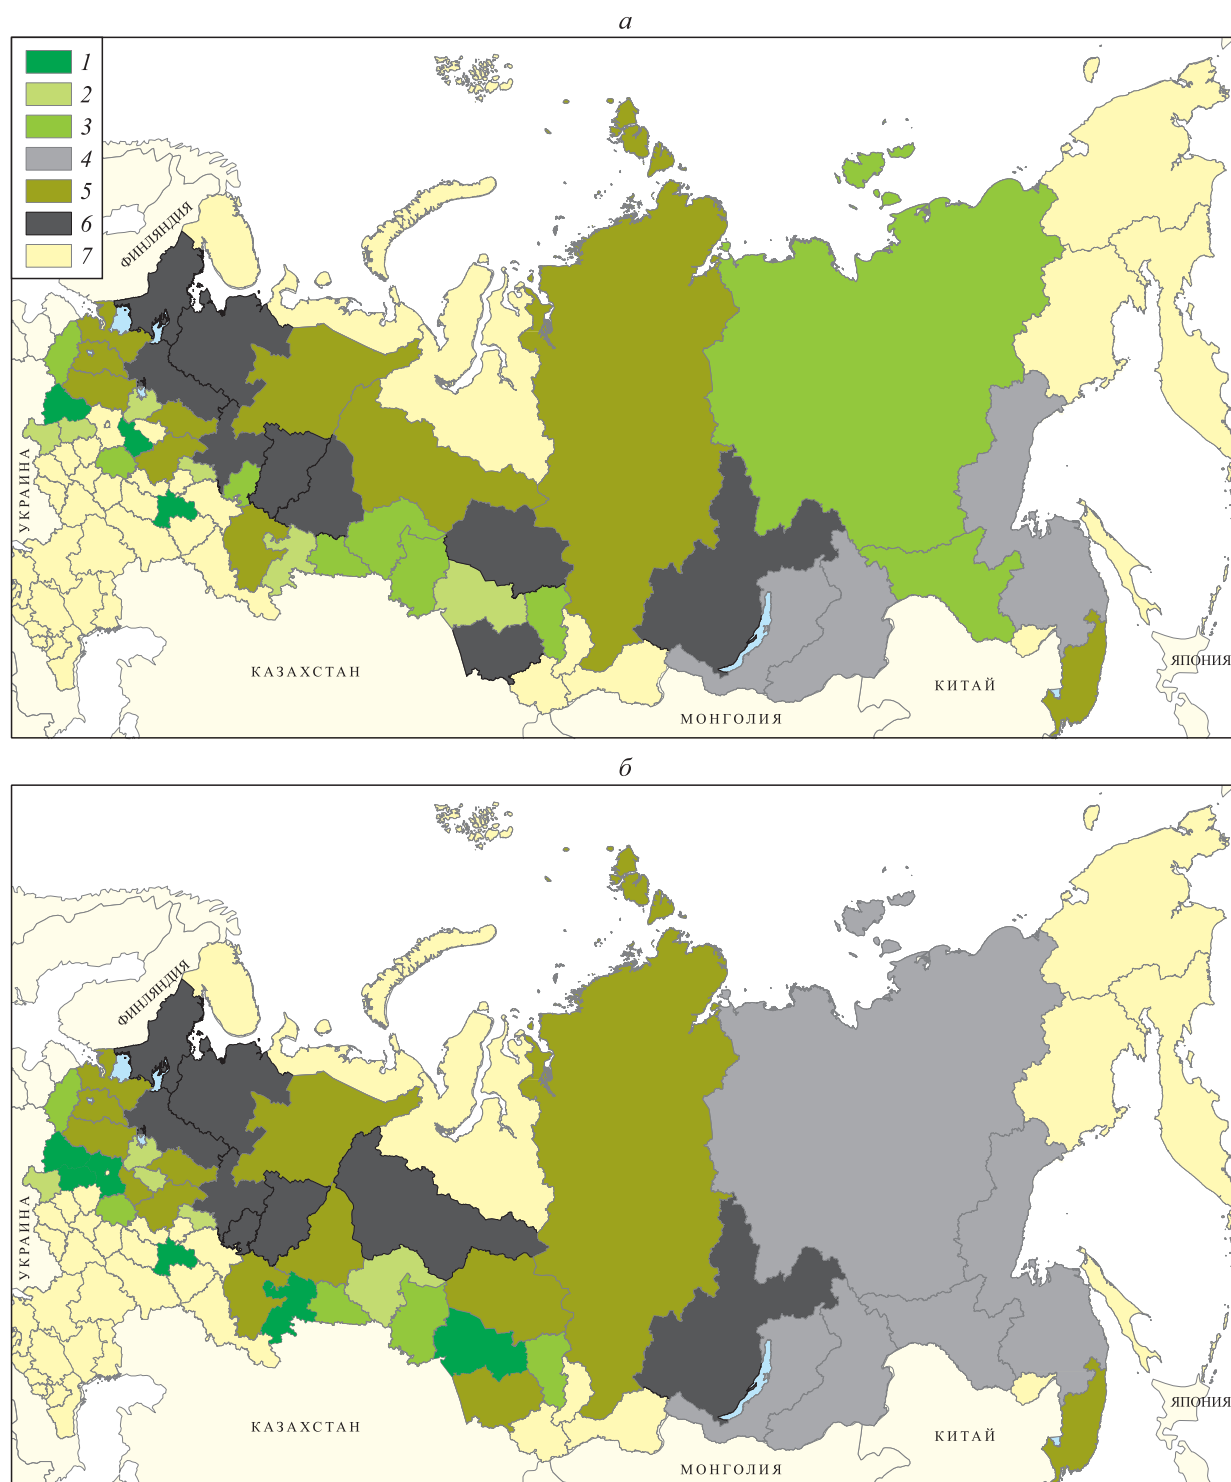 а
1
2
3
4
5
6
7
ФИНЛЯНДИЯ
УКРАИНА
КАЗАХСТАН
МОНГОЛИЯ
КИТАЙ
ЯПОНИЯ
б
ФИНЛЯНДИЯ
УКРАИНА
КАЗАХСТАН
МОНГОЛИЯ
КИТАЙ
ЯПОНИЯ